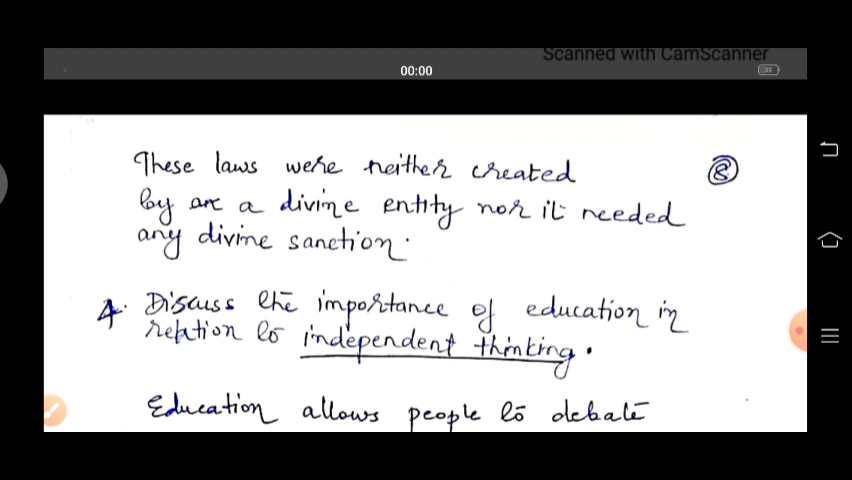 Scanned with CamScanner
00:00
These laws were neither created
8
by are a divine entity nor it needed
any divine sanction.
4. Discuss the importance of education in
relation to independent thinking.
Education allows people to debate